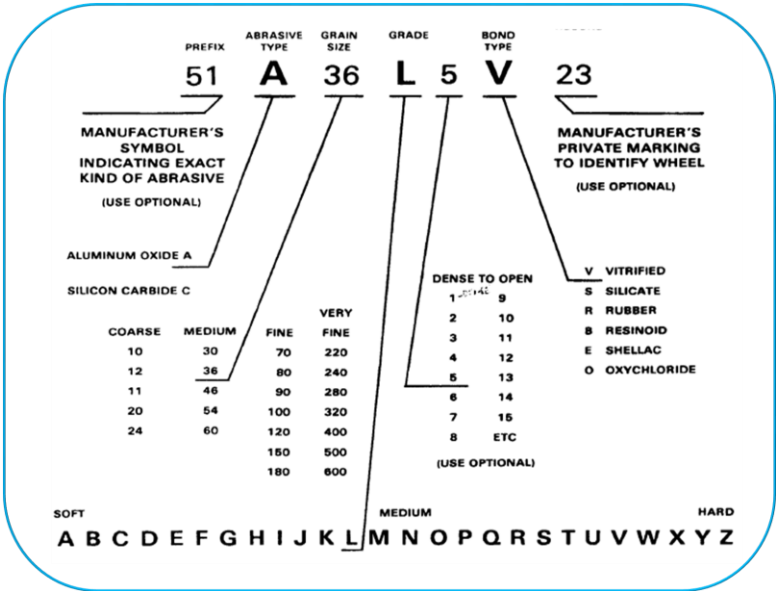 PREFIX ABRASIVE TYPE GRAIN SIZE GRADE BOND TYPE
51 A 36 L 5 V 23
MANUFACTURER'S
SYMBOL
INDICATING EXACT
KIND OF ABRASIVE
(USE OPTIONAL)
MANUFACTURER'S
PRIVATE MARKING
TO IDENTIFY WHEEL
(USE OPTIONAL)
ALUMINUM OXIDE A
SILICON CARBIDE C
COARSE MEDIUM FINE VERY FINE
10 30 70 220
12 36 80 240
11 46 90 280
20 54 100 320
24 60 120 400
150 500
180 600
DENSE TO OPEN
1 9
2 10
3 11
4 12
5 13
6 14
7 15
8 ETC
(USE OPTIONAL)
V VITRIFIED
S SILICATE
R RUBBER
B RESINOID
E SHELLAC
O OXYCHLORIDE
SOFT MEDIUM HARD
A B C D E F G H I J K L M N O P Q R S T U V W X Y Z